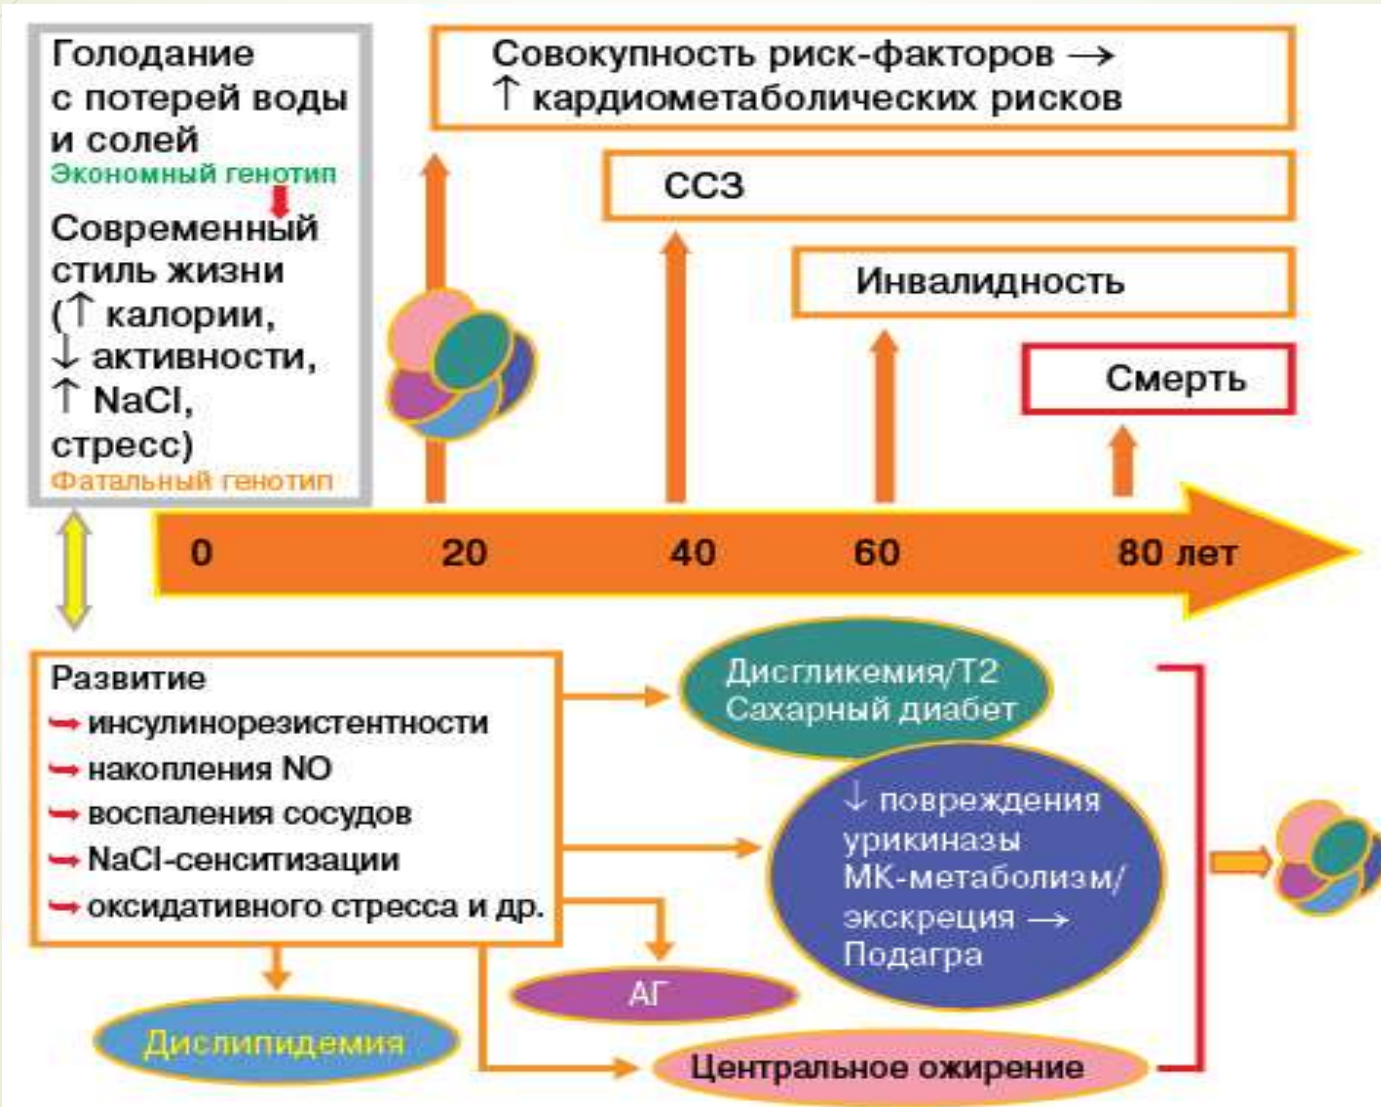 Голодание
с потерей воды
и солей
Экономный генотип
Современный
стиль жизни
(↑ калории,
↓ активности,
↑ NaCl,
стресс)
Фатальный генотип
Совокупность риск-факторов →
↑ кардиометаболических рисков
ССЗ
Инвалидность
Смерть
0 20 40 60 80 лет
Развитие
инсулинорезистентности
накопления NO
воспаления сосудов
NaCl-сенситизации
оксидативного стресса и др.
Дисгликемия/Т2
Сахарный диабет
↓ повреждения
урикиназы
МК-метаболизм/
экскреция →
Подагра
АГ
Дислипидемия
Центральное ожирение